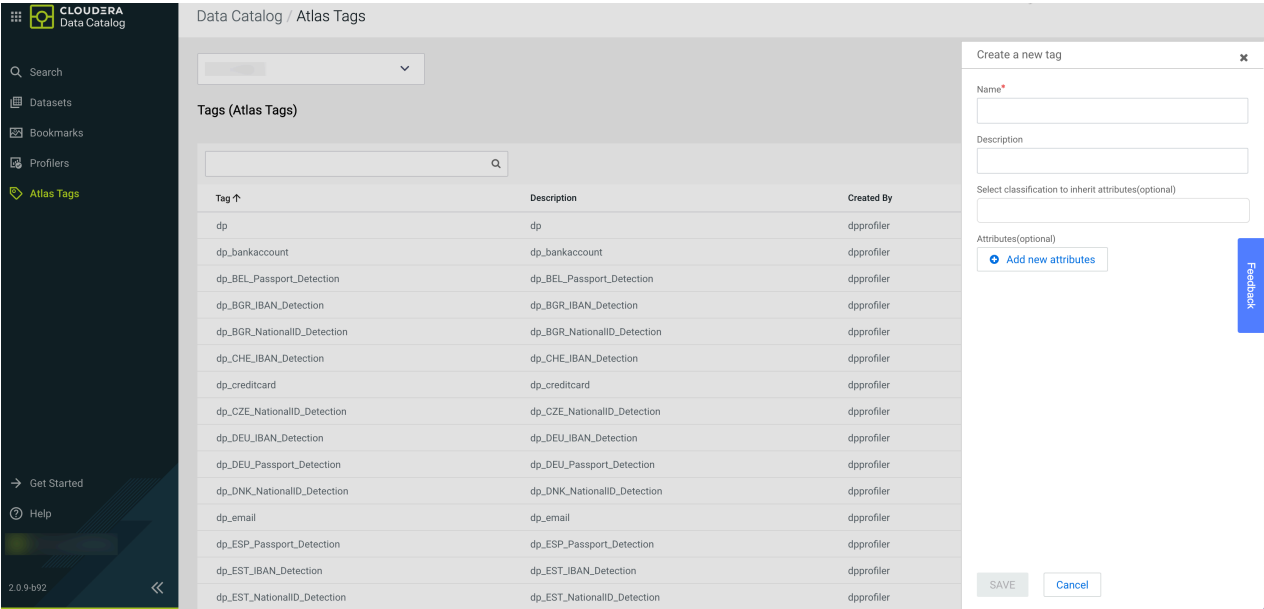 CLOUDERA
Data Catalog
Search
Datasets
Bookmarks
Profilers
Atlas Tags
Get Started
Help
2.0.9-b92
Data Catalog / Atlas Tags
Tags (Atlas Tags)
Tag Description Created By
dp dp dpprofiler
dp_bankaccount dp_bankaccount dpprofiler
dp_BEL_Passport_Detection dp_BEL_Passport_Detection dpprofiler
dp_BGR_IBAN_Detection dp_BGR_IBAN_Detection dpprofiler
dp_BGR_NationalID_Detection dp_BGR_NationalID_Detection dpprofiler
dp_CHE_IBAN_Detection dp_CHE_IBAN_Detection dpprofiler
dp_creditcard dp_creditcard dpprofiler
dp_CZE_NationalID_Detection dp_CZE_NationalID_Detection dpprofiler
dp_DEU_IBAN_Detection dp_DEU_IBAN_Detection dpprofiler
dp_DEU_Passport_Detection dp_DEU_Passport_Detection dpprofiler
dp_DNK_NationalID_Detection dp_DNK_NationalID_Detection dpprofiler
dp_email dp_email dpprofiler
dp_ESP_Passport_Detection dp_ESP_Passport_Detection dpprofiler
dp_EST_IBAN_Detection dp_EST_IBAN_Detection dpprofiler
dp_EST_NationalID_Detection dp_EST_NationalID_Detection dpprofiler
Create a new tag
Name*
Description
Select classification to inherit attributes(optional)
Attributes(optional)
Add new attributes
Feedback
SAVE Cancel